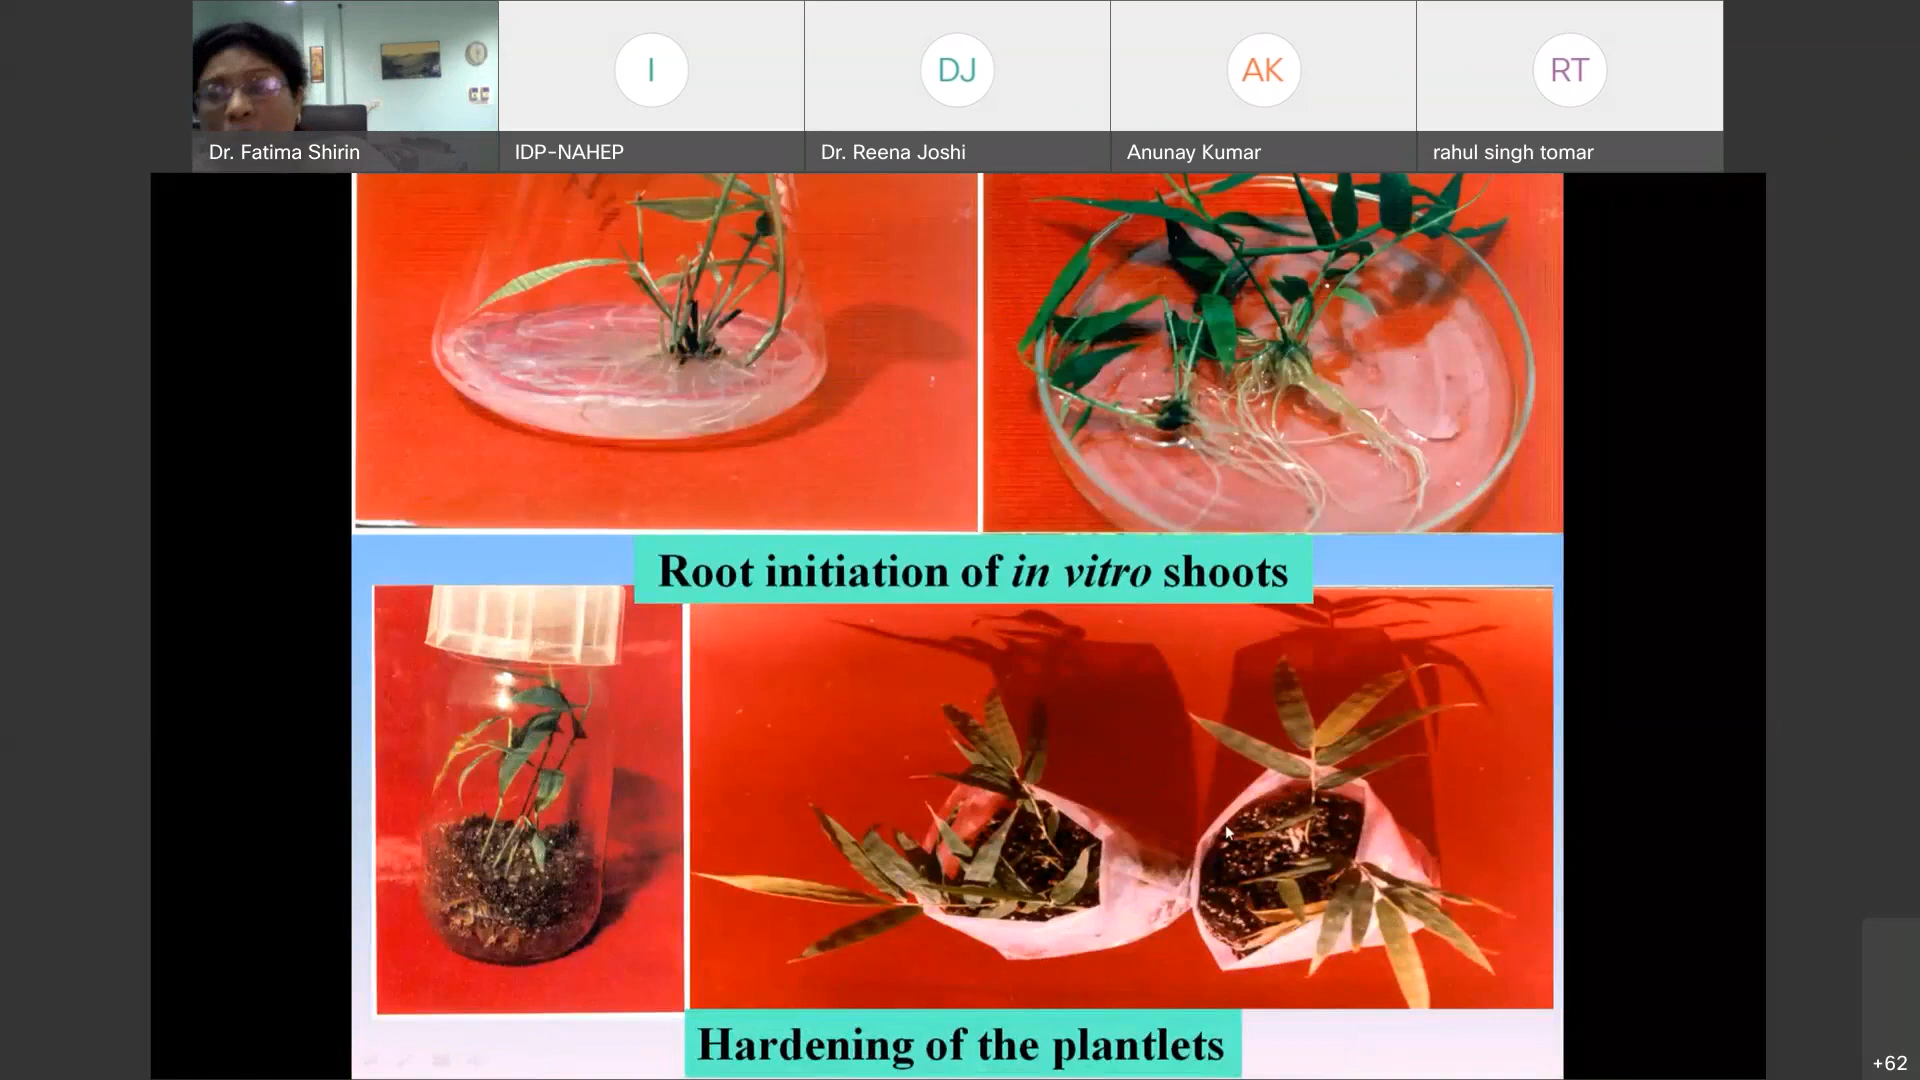 I
DJ
AK
RT
Dr. Fatima Shirin
IDP-NAHEP
Dr. Reena Joshi
Anunay Kumar
rahul singh tomar
Root initiation of in vitro shoots
Hardening of the plantlets
+62